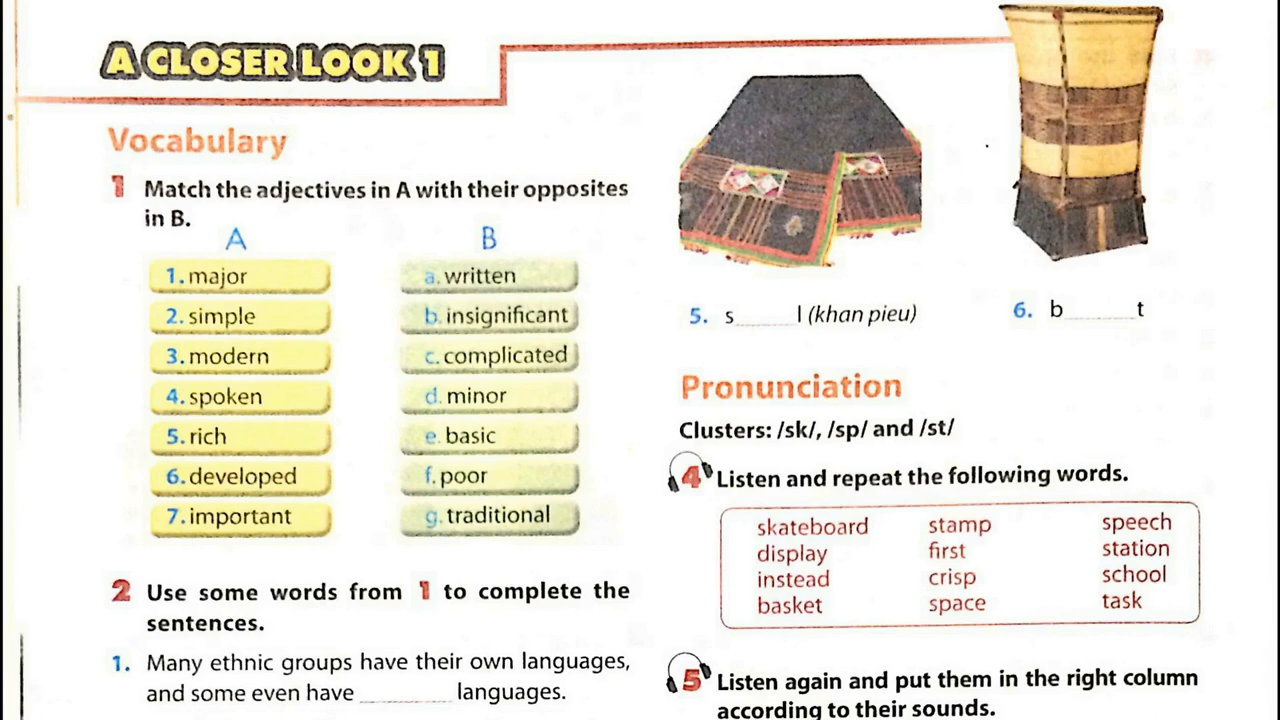 A CLOSER LOOK 1
Vocabulary
1 Match the adjectives in A with their opposites
in B.
A
B
1. major
2. simple
3. modern
4. spoken
5. rich
6. developed
7. important
a. written
b. insignificant
c. complicated
d. minor
e. basic
f. poor
g. traditional
2 Use some words from 1 to complete the
sentences.
1. Many ethnic groups have their own languages,
and some even have ________ languages.
5. s______l (khan pieu)
6. b_______t
Pronunciation
Clusters: /sk/, /sp/ and /st/
4 Listen and repeat the following words.
skateboard stamp speech
display first station
instead crisp school
basket space task
5 Listen again and put them in the right column
according to their sounds.